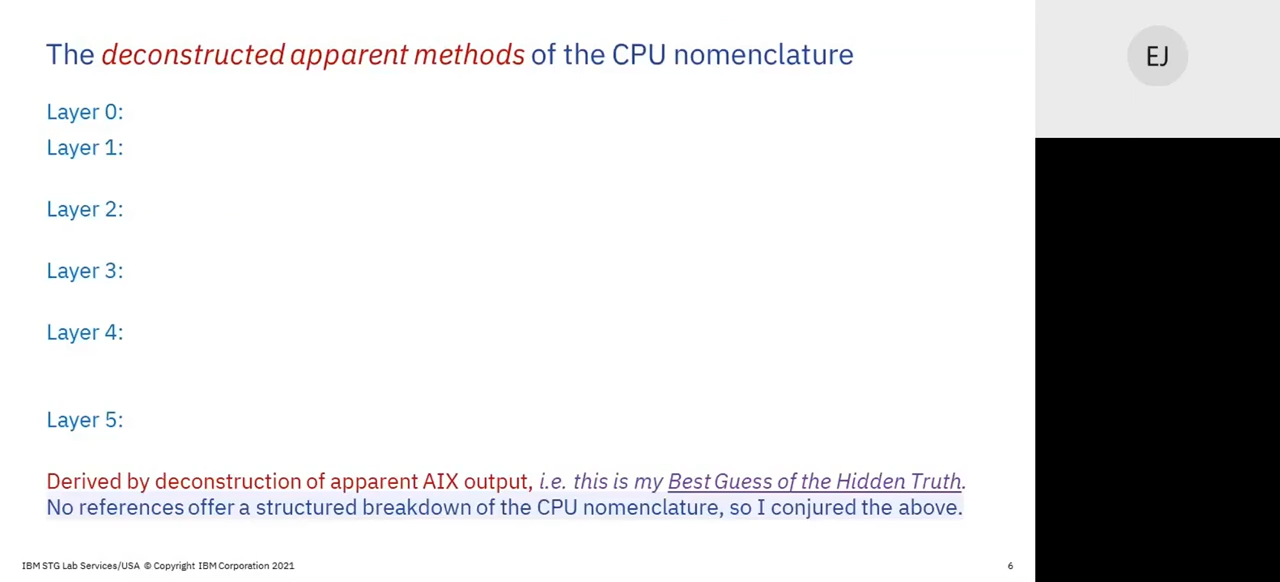 The deconstructed apparent methods of the CPU nomenclature
EJ
Layer 0:
Layer 1:
Layer 2:
Layer 3:
Layer 4:
Layer 5:
Derived by deconstruction of apparent AIX output, i.e. this is my Best Guess of the Hidden Truth.
No references offer a structured breakdown of the CPU nomenclature, so I conjured the above.
IBM STG Lab Services/USA © Copyright IBM Corporation 2021
6